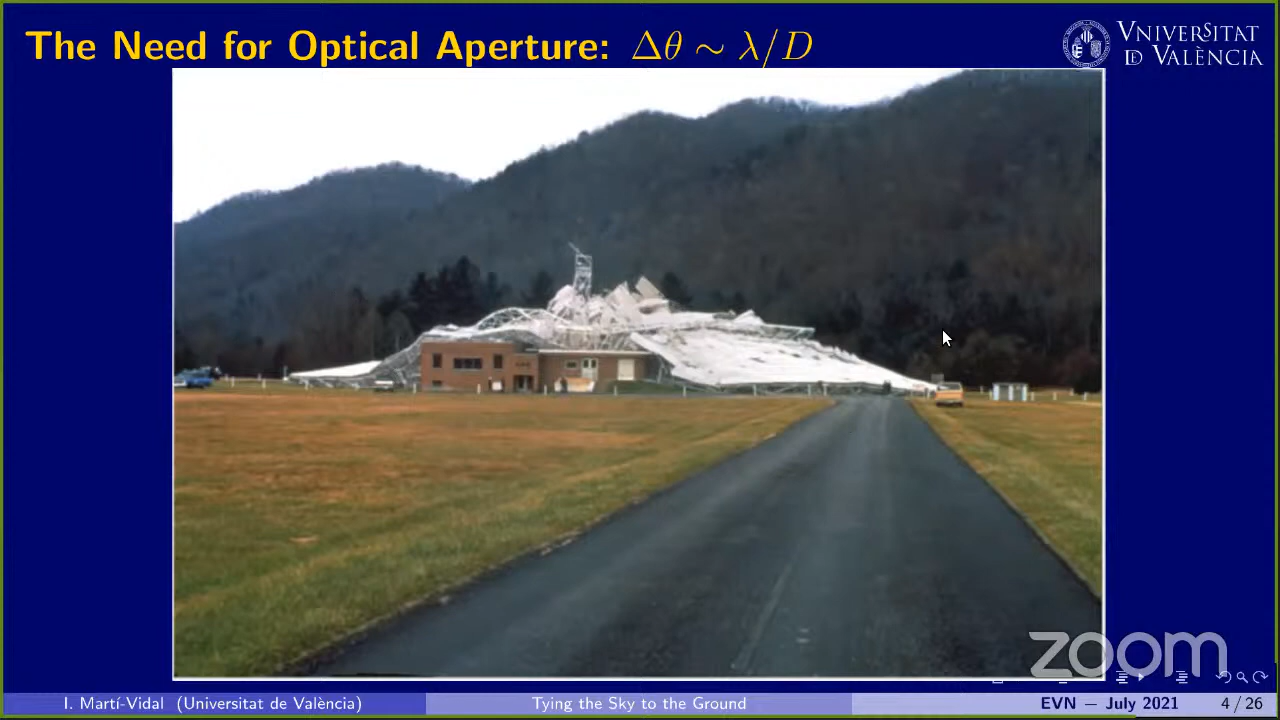 The Need for Optical Aperture: Δθ ∼ λ/D
VNIVERSITAT
DE VALÈNCIA
zoom
I. Martí-Vidal (Universitat de València)
Tying the Sky to the Ground
EVN — July 2021
4 / 26